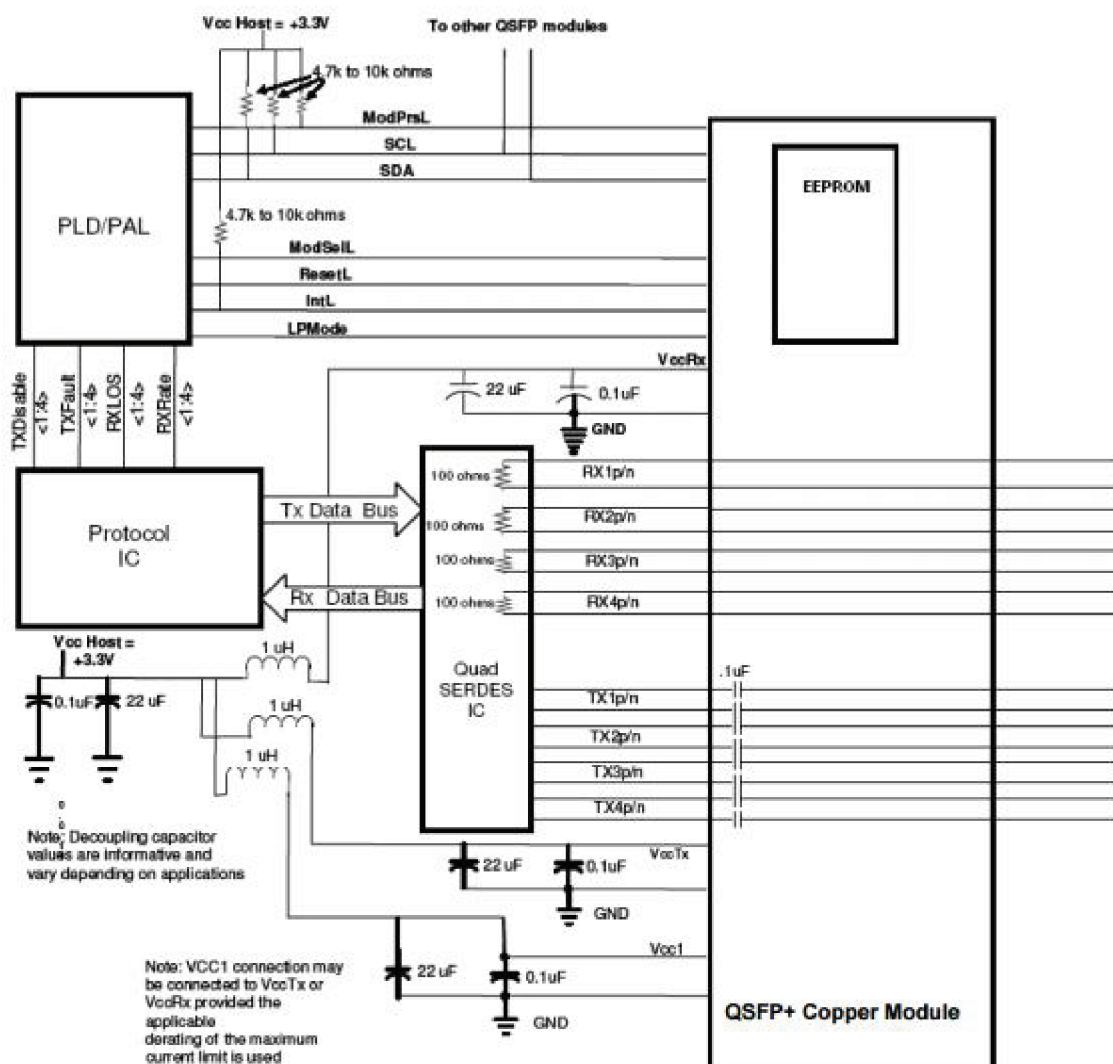 Vcc Host = +3.3V
To other QSFP modules
4.7k to 10k ohms
ModPrsL
SCL
SDA
EEPROM
PLD/PAL
4.7k to 10k ohms
ModSelL
ResetL
IntL
LPMode
VccRx
TXDisable
<1:4>
TXFault
<1:4>
RXLOS
<1:4>
RXRate
<1:4>
22 uF
0.1uF
GND
100 ohms
RX1p/n
Tx Data Bus
100 ohms
RX2p/n
Protocol
IC
100 ohms
RX3p/n
Rx Data Bus
100 ohms
RX4p/n
Vcc Host =
+3.3V
1 uH
Quad
SERDES
IC
.1uF
0.1uF
22 uF
1 uH
TX1p/n
TX2p/n
1 uH
TX3p/n
TX4p/n
Note: Decoupling capacitor
values are informative and
vary depending on applications
VccTx
22 uF
0.1uF
GND
Vcc1
Note: VCC1 connection may
be connected to VccTx or
VccRx provided the
applicable
derating of the maximum
current limit is used
22 uF
0.1uF
GND
QSFP+ Copper Module